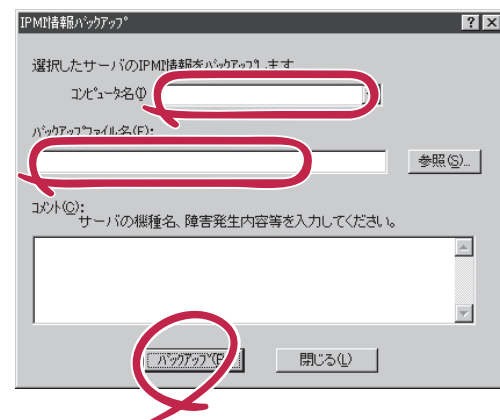 IPMI情報ﾊﾞｯｸｱｯﾌﾟ
選択したサーバのIPMI情報をﾊﾞｯｸｱｯﾌﾟします
ｺﾝﾋﾟｭｰﾀ名(I)
ﾊﾞｯｸｱｯﾌﾟﾌｧｲﾙ名(F):
参照(S)...
ｺﾒﾝﾄ(C):
サーバの機種名、障害発生内容等を入力してください。
ﾊﾞｯｸｱｯﾌﾟ(P) 閉じる(L)